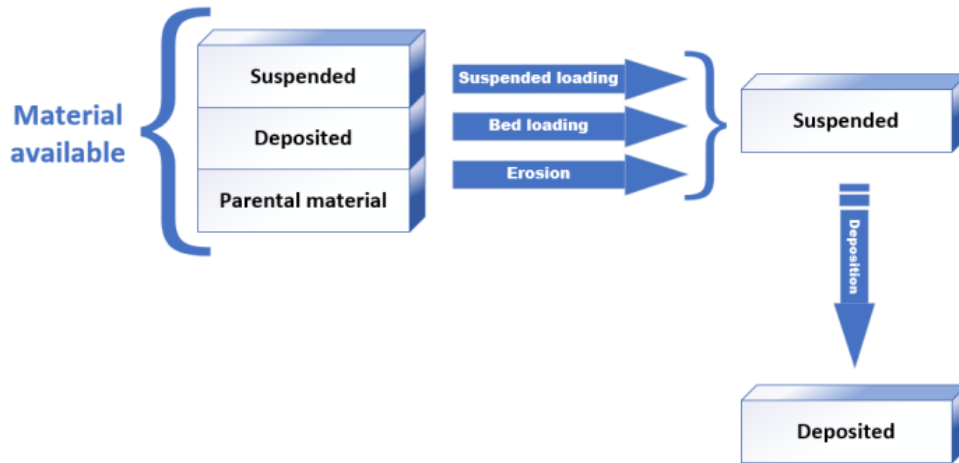 Material
available
Suspended
Deposited
Parental material
Suspended loading
Bed loading
Erosion
Suspended
Deposition
Deposited